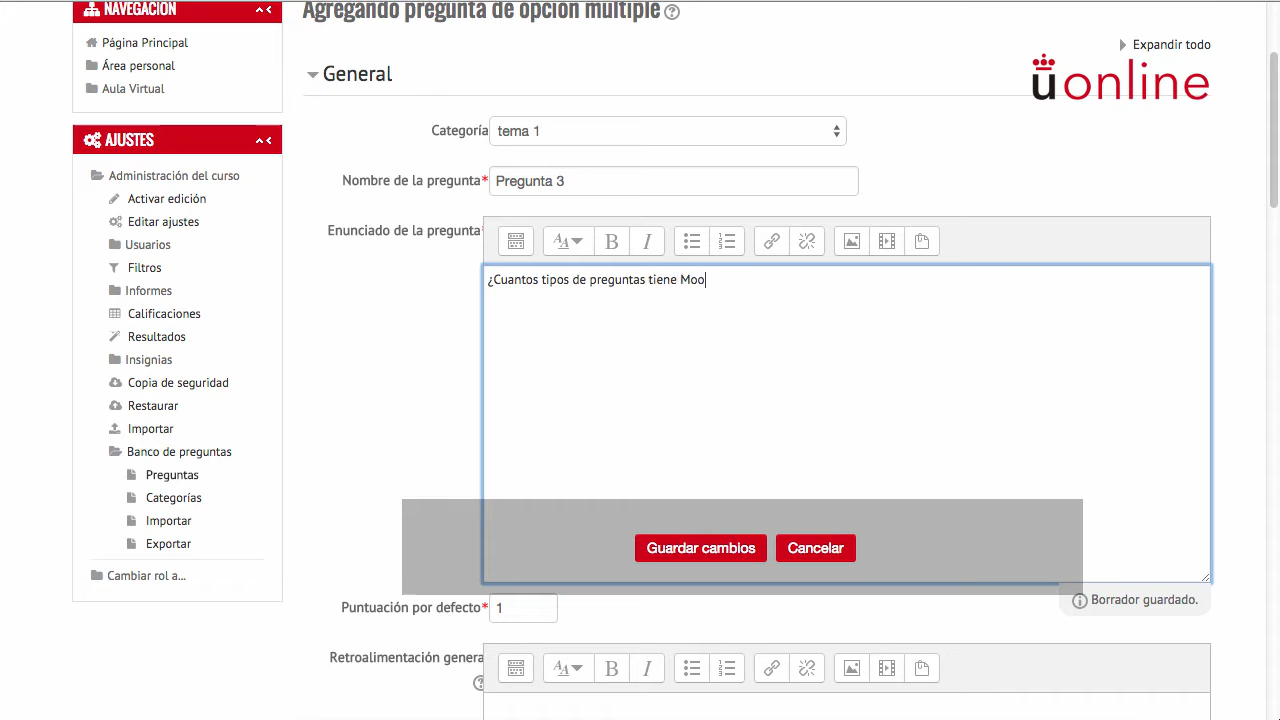 NAVEGACIÓN
Página Principal
Área personal
Aula Virtual
AJUSTES
Administración del curso
Activar edición
Editar ajustes
Usuarios
Filtros
Informes
Calificaciones
Resultados
Insignias
Copia de seguridad
Restaurar
Importar
Banco de preguntas
Preguntas
Categorías
Importar
Exportar
Cambiar rol a...
Agregando pregunta de opción múltiple
Expandir todo
uonline
General
Categoría tema 1
Nombre de la pregunta* Pregunta 3
Enunciado de la pregunta*
¿Cuantos tipos de preguntas tiene Moo
Guardar cambios Cancelar
Puntuación por defecto* 1
Borrador guardado.
Retroalimentación genera